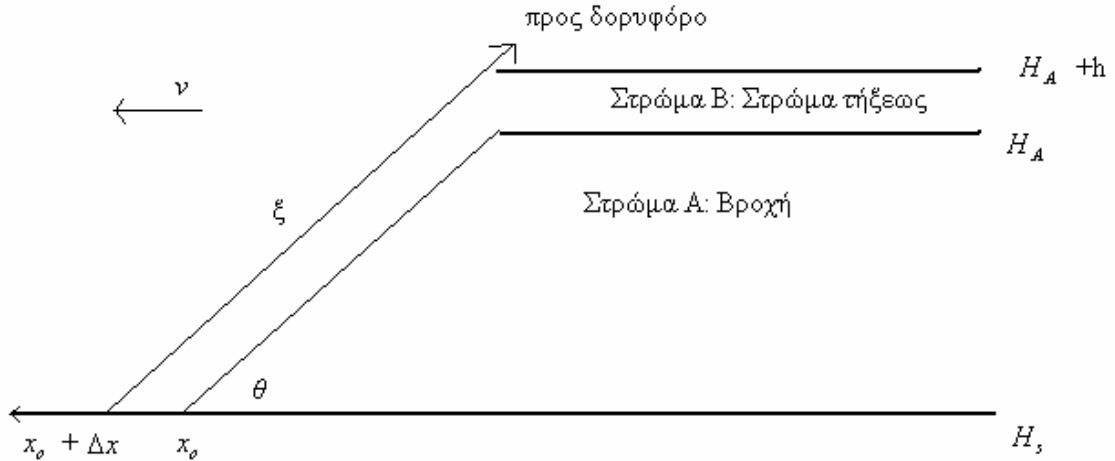 προς δορυφόρο
H_A +h
ν
Στρώμα Β: Στρώμα τήξεως
H_A
ξ
Στρώμα Α: Βροχή
θ
x_o + Δx
x_o
H_s